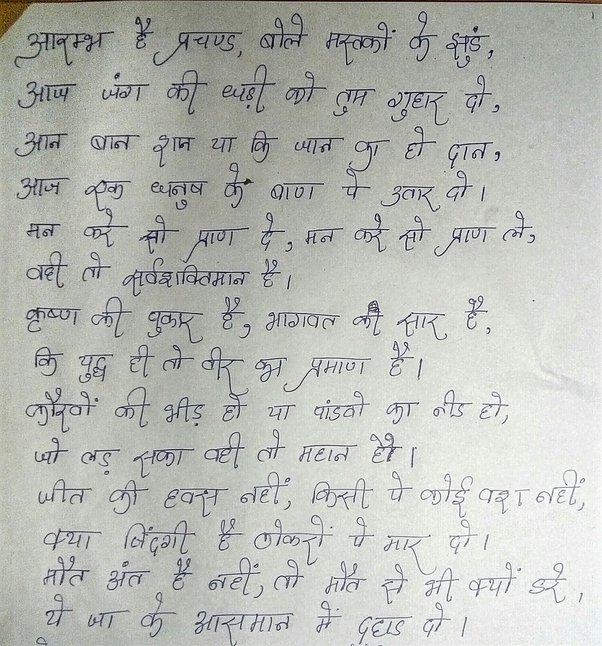 आरम्भ है प्रचण्ड, बोले मस्तकों के झुडं,
आज जंग की घड़ी को तुम गुहार दो,
आन बान शान या कि जान का हो दान,
आज एक धनुष के बाण पे उतार दो।
मन करे सो प्राण दे, मन करे सो प्राण ले,
वही तो सर्वशक्तिमान है।
कृष्ण की पुकार है, भागवत की सार है,
कि युद्ध ही तो वीर का प्रमाण है।
कौरवों की भीड़ हो या पांडवो का नीड हो,
जो लड़ सका वही तो महान है।
जीत की हवस नहीं, किसी पे कोई वश नहीं,
क्या जिंदगी है ठोकरों पे मार दो।
मौत अंत है नहीं, तो मौत से भी क्यों डरे,
ये जा के आसमान में दहाड दो।